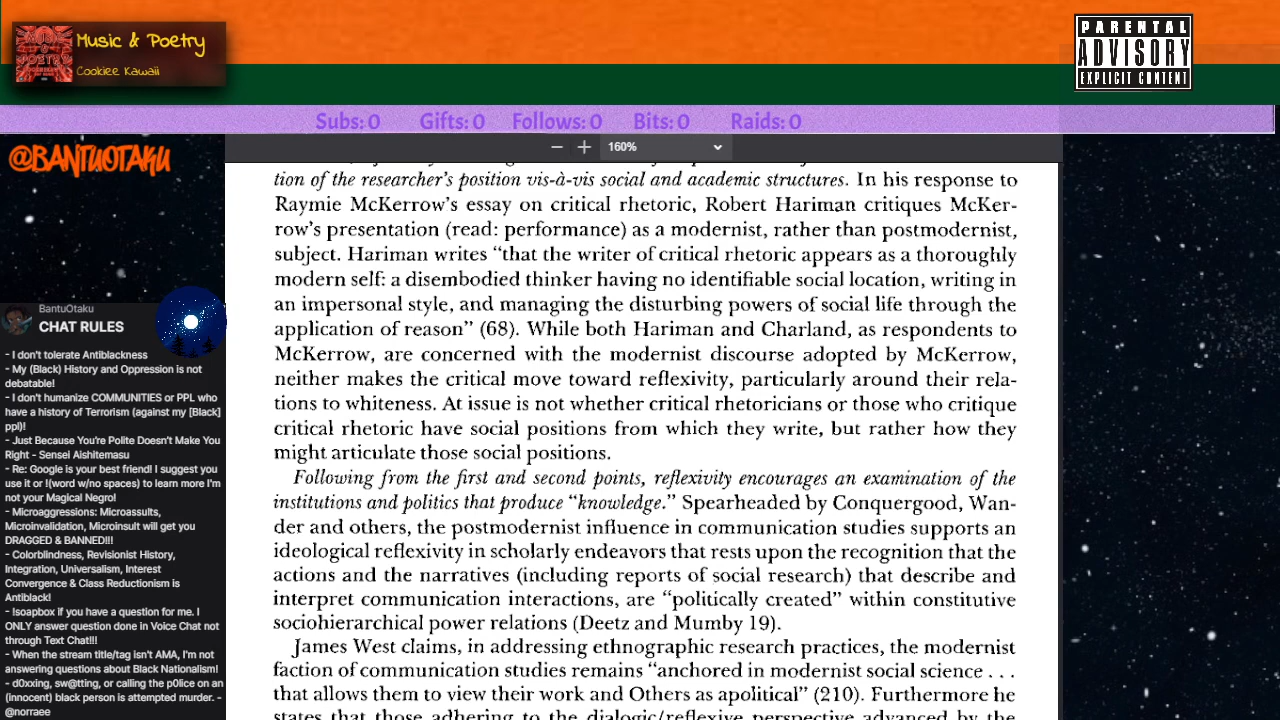 Music & Poetry
Cookiee Kawaii
PARENTAL
ADVISORY
EXPLICIT CONTENT
Subs: 0 Gifts: 0 Follows: 0 Bits: 0 Raids: 0
@BANTUOTAKU
160%
tion of the researcher's position vis-à-vis social and academic structures. In his response to
Raymie McKerrow's essay on critical rhetoric, Robert Hariman critiques McKer-
row's presentation (read: performance) as a modernist, rather than postmodernist,
subject. Hariman writes “that the writer of critical rhetoric appears as a thoroughly
modern self: a disembodied thinker having no identifiable social location, writing in
an impersonal style, and managing the disturbing powers of social life through the
application of reason” (68). While both Hariman and Charland, as respondents to
McKerrow, are concerned with the modernist discourse adopted by McKerrow,
neither makes the critical move toward reflexivity, particularly around their rela-
tions to whiteness. At issue is not whether critical rhetoricians or those who critique
critical rhetoric have social positions from which they write, but rather how they
might articulate those social positions.
Following from the first and second points, reflexivity encourages an examination of the
institutions and politics that produce “knowledge.” Spearheaded by Conquergood, Wan-
der and others, the postmodernist influence in communication studies supports an
ideological reflexivity in scholarly endeavors that rests upon the recognition that the
actions and the narratives (including reports of social research) that describe and
interpret communication interactions, are “politically created” within constitutive
sociohierarchical power relations (Deetz and Mumby 19).
James West claims, in addressing ethnographic research practices, the modernist
faction of communication studies remains “anchored in modernist social science . . .
that allows them to view their work and Others as apolitical” (210). Furthermore he
states that those adhering to the dialogic/reflexive perspective advanced by the
BantuOtaku
CHAT RULES
- I don't tolerate Antiblackness
- My (Black) History and Oppression is not
debatable!
- I don't humanize COMMUNITIES or PPL who
have a history of Terrorism (against my [Black]
ppl)!
- Just Because You're Polite Doesn't Make You
Right - Sensei Aishitemasu
- Re: Google is your best friend! I suggest you
use it or !(word w/no spaces) to learn more I'm
not your Magical Negro!
- Microaggressions: Microassults,
Microinvalidation, Microinsult will get you
DRAGGED & BANNED!!!
- Colorblindness, Revisionist History,
Integration, Universalism, Interest
Convergence & Class Reductionism is
Antiblack!
- !soapbox if you have a question for me. I
ONLY answer question done in Voice Chat not
through Text Chat!!!
- When the stream title/tag isn't AMA, I'm not
answering questions about Black Nationalism!
- d0xxing, sw@tting, or calling the p0lice on an
(innocent) black person is attempted murder. -
@norraee